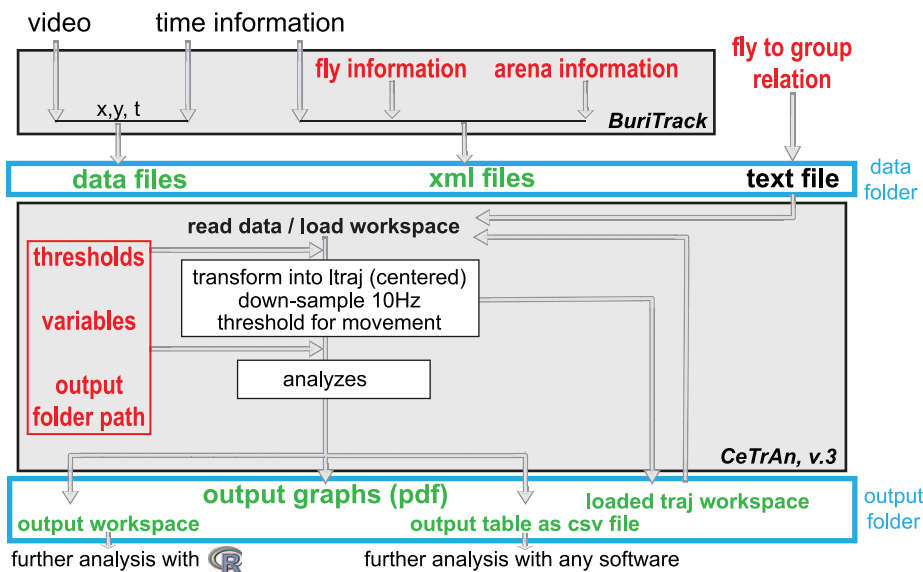 video
time information
fly information
arena information
fly to group
relation
x,y, t
BuriTrack
data files
xml files
text file
data
folder
read data / load workspace
thresholds
variables
output
folder path
transform into ltraj (centered)
down-sample 10Hz
threshold for movement
analyzes
CeTrAn, v.3
output graphs (pdf)
loaded traj workspace
output workspace
output table as csv file
output
folder
further analysis with R
further analysis with any software